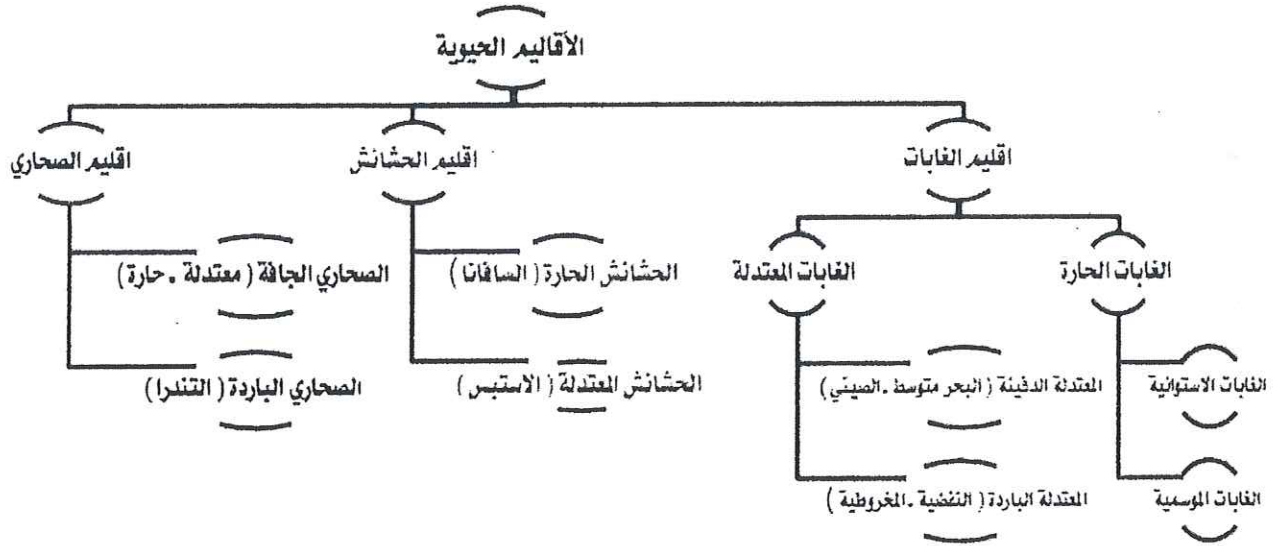 الأقاليم الحيوية
اقليم الغابات
اقليم الحشائش
اقليم الصحاري
الغابات الحارة
الغابات المعتدلة
الحشائش الحارة ( السافانا )
الصحاري الجافة ( معتدلة . حارة )
الغابات الاستوائية
المعتدلة الدفيئة ( البحر متوسط . الصيني )
الحشائش المعتدلة ( الاستبس )
الصحاري الباردة ( التندرا )
الغابات الموسمية
المعتدلة الباردة ( النفضية . المخروطية )